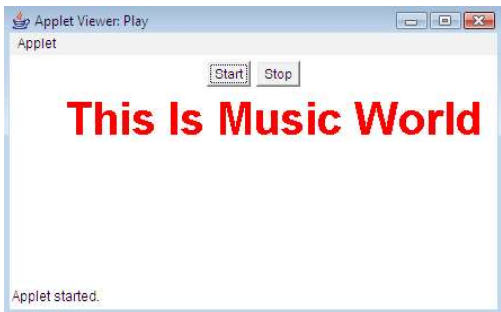 Applet Viewer: Play
Applet
Start Stop
This Is Music World
Applet started.